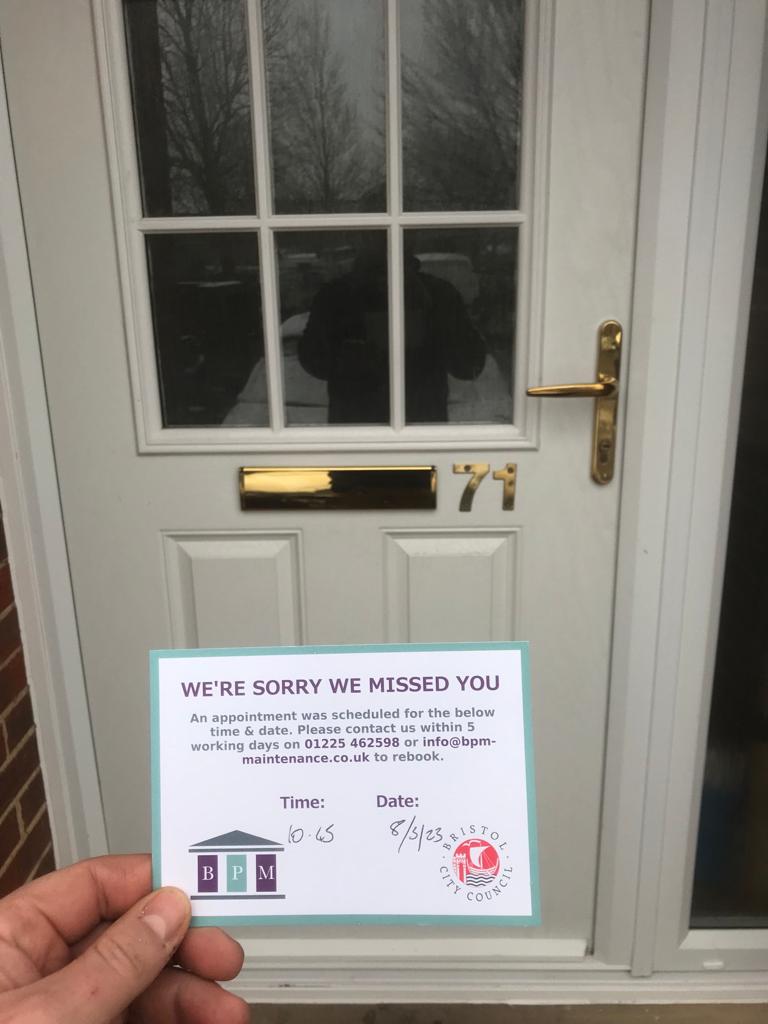 71
WE'RE SORRY WE MISSED YOU
An appointment was scheduled for the below
time & date. Please contact us within 5
working days on 01225 462598 or info@bpm-
maintenance.co.uk to rebook.
Time: Date:
10.45 8/3/23
B P M
BRISTOL
CITY COUNCIL